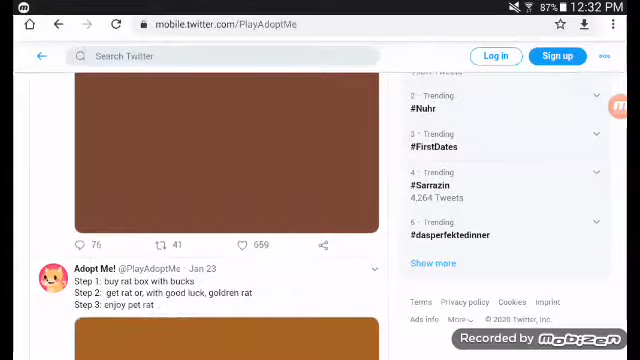 87% 12:32 PM
mobile.twitter.com/PlayAdoptMe
Search Twitter
Log in
Sign up
2 · Trending
#Nuhr
3 · Trending
#FirstDates
4 · Trending
#Sarrazin
4,264 Tweets
6 · Trending
#dasperfektedinner
Show more
76
41
659
Adopt Me! @PlayAdoptMe · Jan 23
Step 1: buy rat box with bucks
Step 2: get rat or, with good luck, goldren rat
Step 3: enjoy pet rat
Terms Privacy policy Cookies Imprint
Ads info More © 2020 Twitter, Inc.
Recorded by MOBIZEN